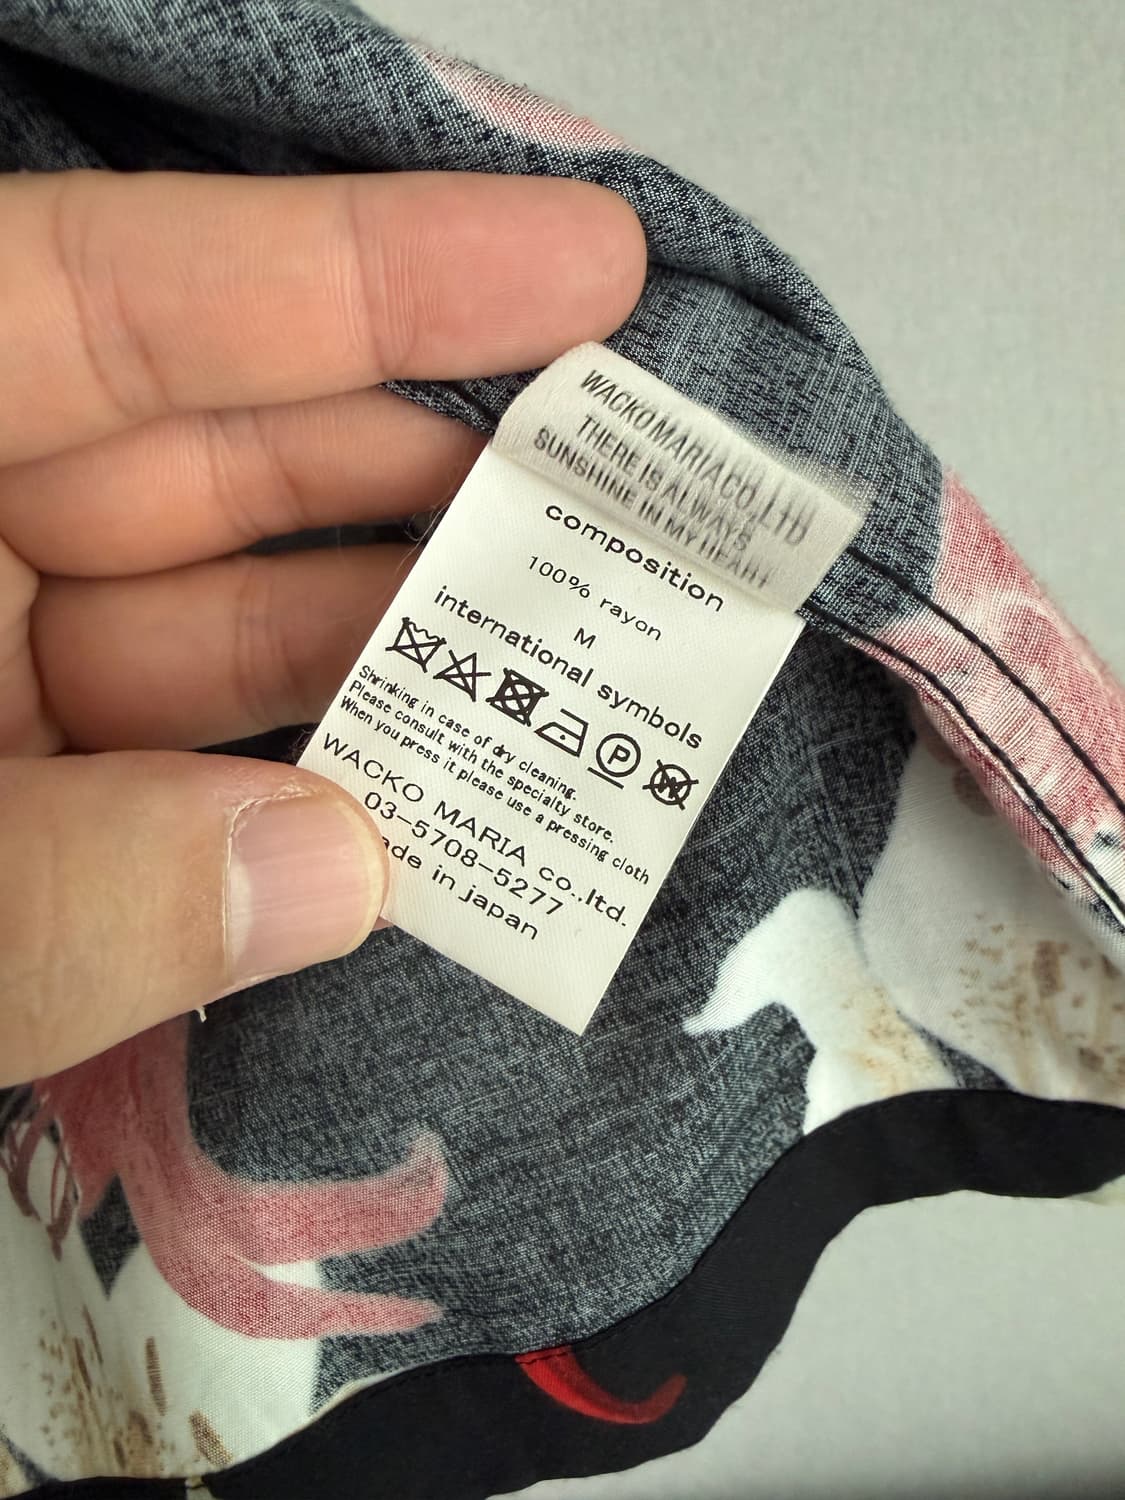 WACKOMARIA CO.,LTD
THERE IS ALWAYS
SUNSHINE IN MY HEART
composition
100% rayon
M
international symbols
P
W
Shrinking in case of dry cleaning.
Please consult with the specialty store.
When you press it please use a pressing cloth
WACKO MARIA co.,ltd.
03-5708-5277
ade in japan